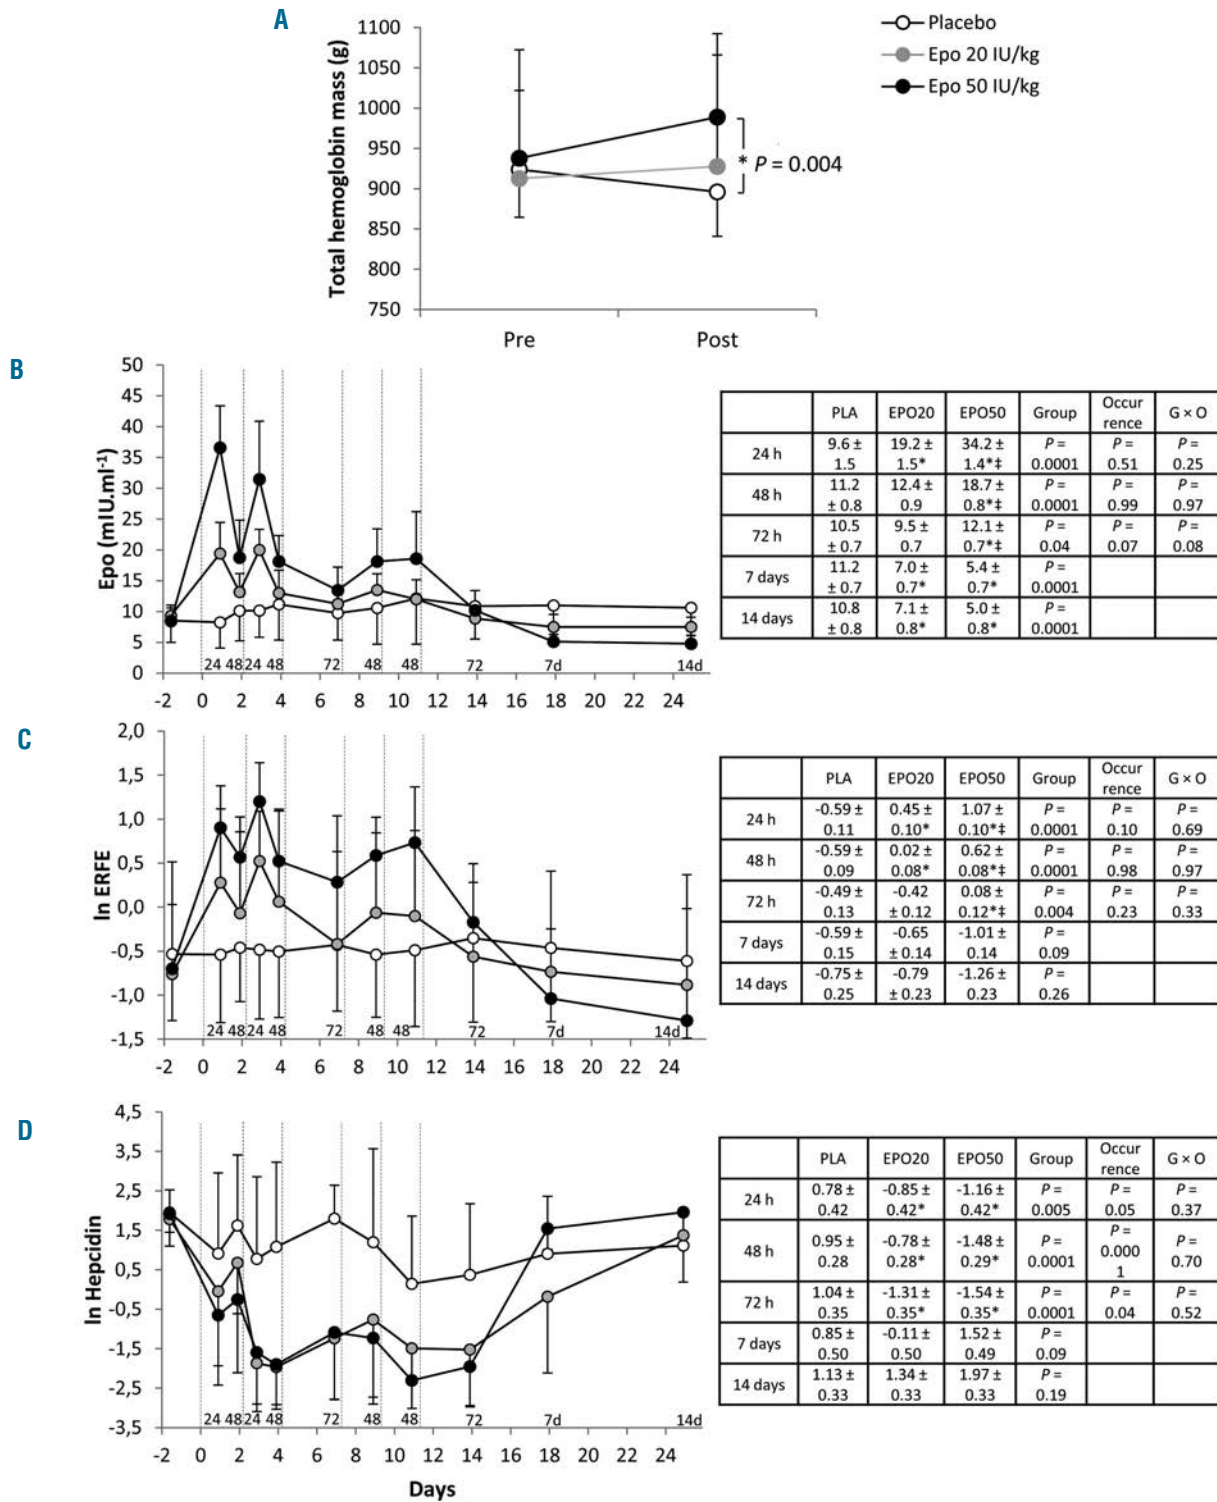 A
Total hemoglobin mass (g)
1100
1050
1000
950
900
850
800
750
Pre
Post
* P = 0.004
Placebo
Epo 20 IU/kg
Epo 50 IU/kg
B
Epo (mIU.ml-1)
50
45
40
35
30
25
20
15
10
5
0
24 48 24 48 72 48 48 72 7d 14d
-2 0 2 4 6 8 10 12 14 16 18 20 22 24
PLA EPO20 EPO50 Group Occur
rence G × O
24 h 9.6 ± 19.2 ± 34.2 ± P = P = P =
1.5 1.5* 1.4*‡ 0.0001 0.51 0.25
48 h 11.2 12.4 ± 18.7 ± P = P = P =
± 0.8 0.9 0.8*‡ 0.0001 0.99 0.97
72 h 10.5 9.5 ± 12.1 ± P = P = P =
± 0.7 0.7 0.7*‡ 0.04 0.07 0.08
7 days 11.2 7.0 ± 5.4 ± P =
± 0.7 0.7* 0.7* 0.0001
14 days 10.8 7.1 ± 5.0 ± P =
± 0.8 0.8* 0.8* 0.0001
C
ln ERFE
2,0
1,5
1,0
0,5
0,0
-0,5
-1,0
-1,5
24 48 24 48 72 48 48 72 7d 14d
-2 0 2 4 6 8 10 12 14 16 18 20 22 24
PLA EPO20 EPO50 Group Occur
rence G × O
24 h -0.59 ± 0.45 ± 1.07 ± P = P = P =
0.11 0.10* 0.10*‡ 0.0001 0.10 0.69
48 h -0.59 ± 0.02 ± 0.62 ± P = P = P =
0.09 0.08* 0.08*‡ 0.0001 0.98 0.97
72 h -0.49 ± -0.42 0.08 ± P = P = P =
0.13 ± 0.12 0.12*‡ 0.004 0.23 0.33
7 days -0.59 ± -0.65 -1.01 ± P =
0.15 ± 0.14 0.14 0.09
14 days -0.75 ± -0.79 -1.26 ± P =
0.25 ± 0.23 0.23 0.26
D
ln Hepcidin
4,5
3,5
2,5
1,5
0,5
-0,5
-1,5
-2,5
-3,5
24 48 24 48 72 48 48 72 7d 14d
-2 0 2 4 6 8 10 12 14 16 18 20 22 24
Days
PLA EPO20 EPO50 Group Occur
rence G × O
24 h 0.78 ± -0.85 ± -1.16 ± P = P = P =
0.42 0.42* 0.42* 0.005 0.05 0.37
48 h 0.95 ± -0.78 ± -1.48 ± P = P = P =
0.28 0.28* 0.29* 0.0001 0.000
1 0.70
72 h 1.04 ± -1.31 ± -1.54 ± P = P = P =
0.35 0.35* 0.35* 0.0001 0.04 0.52
7 days 0.85 ± -0.11 ± 1.52 ± P =
0.50 0.50 0.49 0.09
14 days 1.13 ± 1.34 ± 1.97 ± P =
0.33 0.33 0.33 0.19